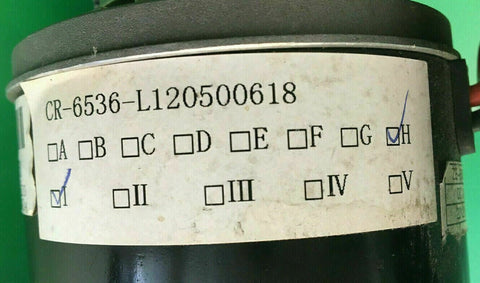 CR-6536-L120500618
□A □B □C □D □E □F □G ☑H
☑I □II □III □IV □V